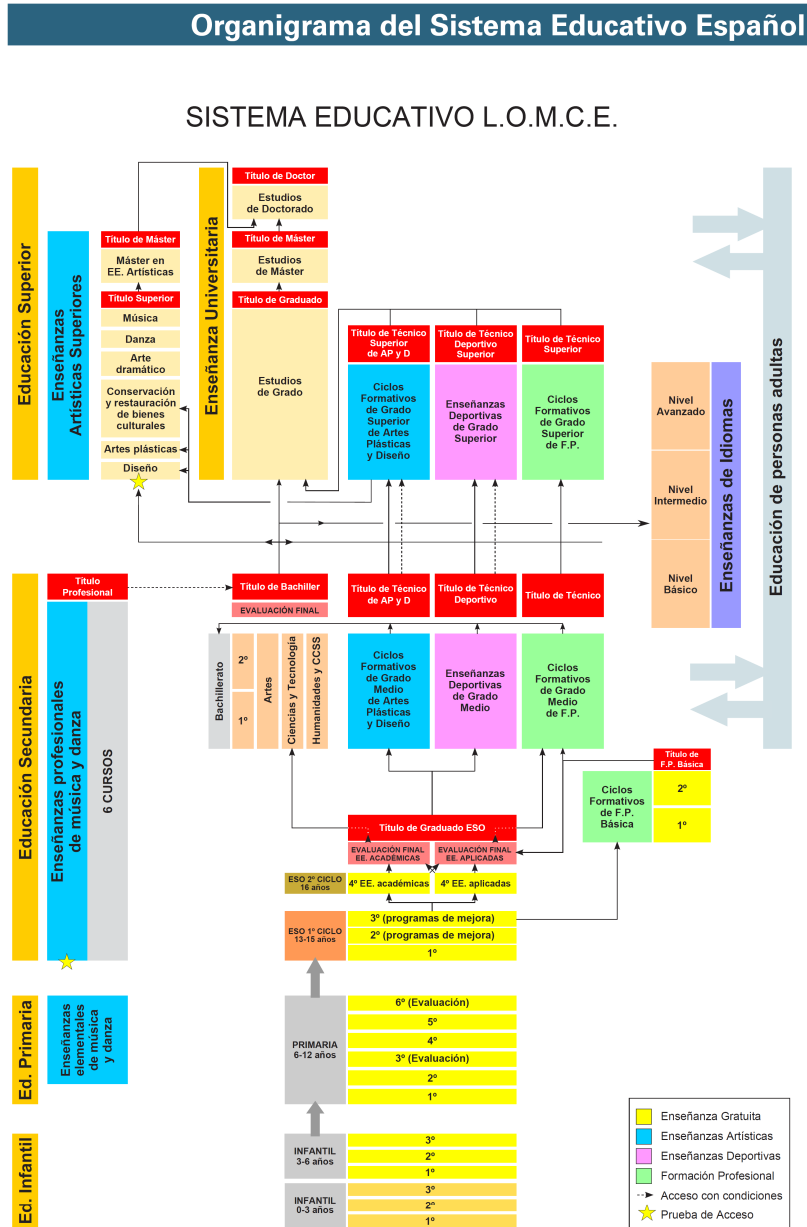 Organigrama del Sistema Educativo Español
SISTEMA EDUCATIVO L.O.M.C.E.
Educación Superior
Enseñanzas
Artísticas Superiores
Título de Máster
Máster en
EE. Artísticas
Título Superior
Música
Danza
Arte
dramático
Conservación
y restauración
de bienes
culturales
Artes plásticas
Diseño
Enseñanza Universitaria
Título de Doctor
Estudios
de Doctorado
Título de Máster
Estudios
de Máster
Título de Graduado
Estudios
de Grado
Título de Técnico
Superior
de AP y D
Ciclos
Formativos
de Grado
Superior
de Artes
Plásticas
y Diseño
Título de Técnico
Deportivo
Superior
Enseñanzas
Deportivas
de Grado
Superior
Título de Técnico
Superior
Ciclos
Formativos
de Grado
Superior
de F.P.
Nivel
Avanzado
Nivel
Intermedio
Nivel
Básico
Enseñanzas de Idiomas
Educación de personas adultas
Educación Secundaria
Título
Profesional
Enseñanzas profesionales
de música y danza
6 CURSOS
Título de Bachiller
EVALUACIÓN FINAL
Bachillerato
2º
1º
Artes
Ciencias y Tecnología
Humanidades y CCSS
Título de Técnico
de AP y D
Ciclos
Formativos
de Grado
Medio
de Artes
Plásticas
y Diseño
Título de Técnico
Deportivo
Enseñanzas
Deportivas
de Grado
Medio
Título de Técnico
Ciclos
Formativos
de Grado
Medio
de F.P.
Título de
F.P. Básica
Ciclos
Formativos
de F.P.
Básica
2º
1º
Título de Graduado ESO
EVALUACIÓN FINAL
EE. ACADÉMICAS
EVALUACIÓN FINAL
EE. APLICADAS
ESO 2º CICLO
16 años
4º EE. académicas
4º EE. aplicadas
ESO 1º CICLO
13-15 años
3º (programas de mejora)
2º (programas de mejora)
1º
Ed. Primaria
Enseñanzas
elementales
de música
y danza
PRIMARIA
6-12 años
6º (Evaluación)
5º
4º
3º (Evaluación)
2º
1º
Ed. Infantil
INFANTIL
3-6 años
3º
2º
1º
INFANTIL
0-3 años
3º
2º
1º
Enseñanza Gratuita
Enseñanzas Artísticas
Enseñanzas Deportivas
Formación Profesional
Acceso con condiciones
Prueba de Acceso